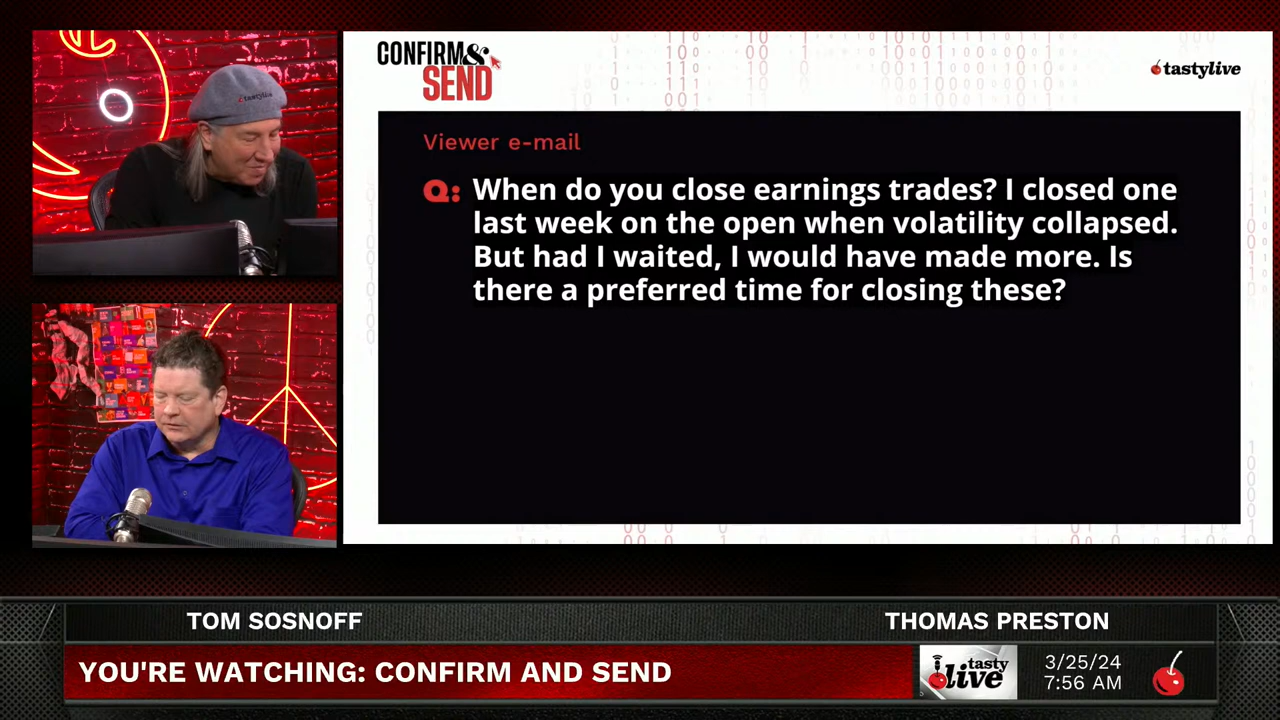 CONFIRM&
SEND
tastylive
Viewer e-mail
Q: When do you close earnings trades? I closed one
last week on the open when volatility collapsed.
But had I waited, I would have made more. Is
there a preferred time for closing these?
tastylive
TOM SOSNOFF
THOMAS PRESTON
YOU'RE WATCHING: CONFIRM AND SEND
tasty
live
3/25/24
7:56 AM